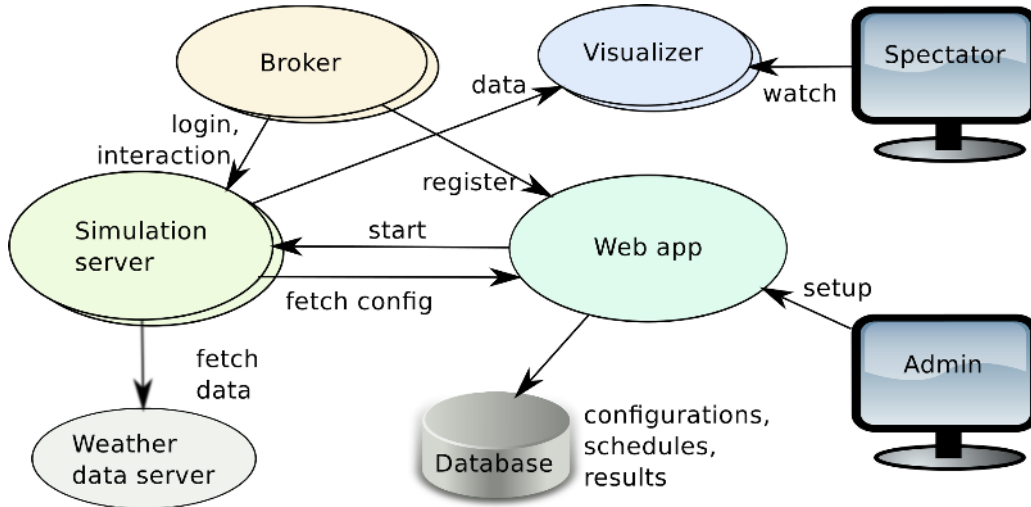 Broker
Visualizer
Spectator
data
watch
login,
interaction
register
Simulation
server
start
Web app
fetch config
setup
fetch
data
Admin
Weather
data server
Database
configurations,
schedules,
results